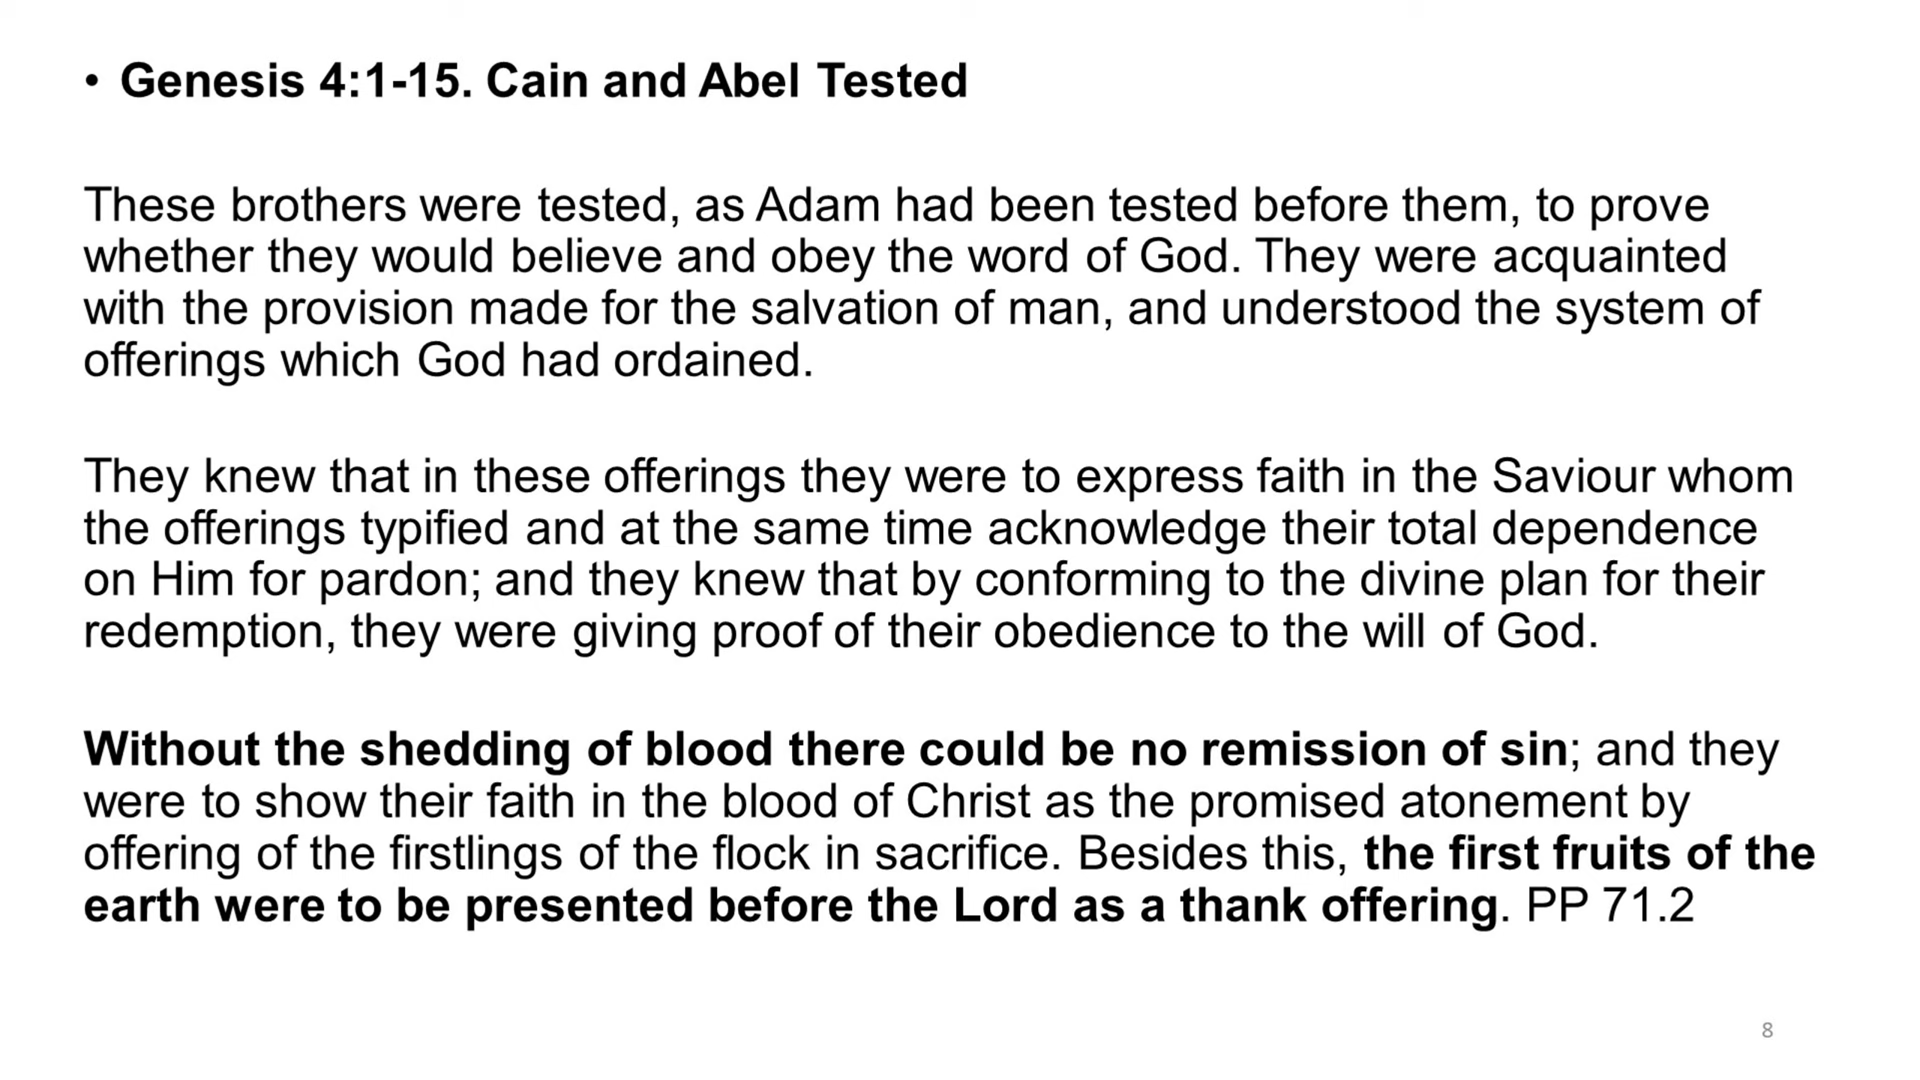 • Genesis 4:1-15. Cain and Abel Tested
These brothers were tested, as Adam had been tested before them, to prove
whether they would believe and obey the word of God. They were acquainted
with the provision made for the salvation of man, and understood the system of
offerings which God had ordained.
They knew that in these offerings they were to express faith in the Saviour whom
the offerings typified and at the same time acknowledge their total dependence
on Him for pardon; and they knew that by conforming to the divine plan for their
redemption, they were giving proof of their obedience to the will of God.
Without the shedding of blood there could be no remission of sin; and they
were to show their faith in the blood of Christ as the promised atonement by
offering of the firstlings of the flock in sacrifice. Besides this, the first fruits of the
earth were to be presented before the Lord as a thank offering. PP 71.2
8